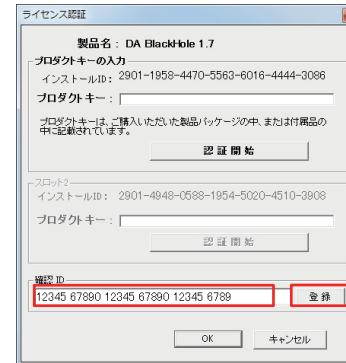 ライセンス認証
製品名 : DA BlackHole 1.7
プロダクトキーの入力
インストールID: 2901-1958-4470-5563-6016-4444-3086
プロダクトキー:
プロダクトキーは、ご購入いただいた製品パッケージの中、または付属品の
中に記載されています。
認証開始
スロット2
インストールID: 2901-4948-0588-1954-5020-4510-3908
プロダクトキー:
認証開始
確認 ID
12345 67890 12345 67890 12345 6789
登録
OK
キャンセル